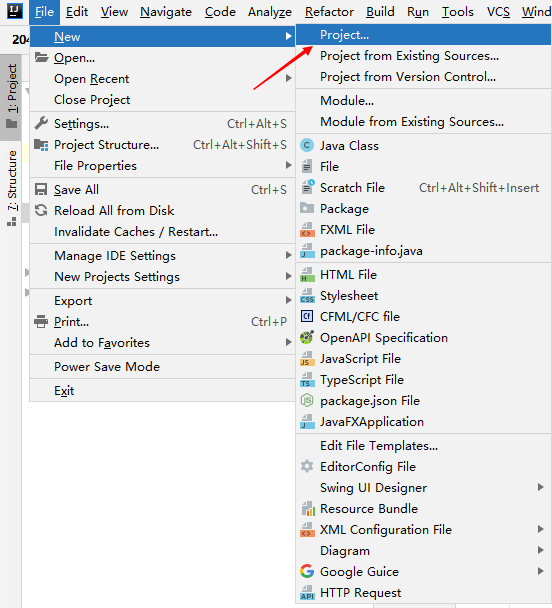 IJ File Edit View Navigate Code Analyze Refactor Build Run Tools VCS Wind
204
1: Project
7: Structure
New
Open...
Open Recent
Close Project
Settings... Ctrl+Alt+S
Project Structure... Ctrl+Alt+Shift+S
File Properties
Save All Ctrl+S
Reload All from Disk
Invalidate Caches / Restart...
Manage IDE Settings
New Projects Settings
Export
Print... Ctrl+P
Add to Favorites
Power Save Mode
Exit
Project...
Project from Existing Sources...
Project from Version Control...
Module...
Module from Existing Sources...
Java Class
File
Scratch File Ctrl+Alt+Shift+Insert
Package
FXML File
package-info.java
HTML File
Stylesheet
CFML/CFC file
OpenAPI Specification
JavaScript File
TypeScript File
package.json File
JavaFXApplication
Edit File Templates...
EditorConfig File
Swing UI Designer
Resource Bundle
XML Configuration File
Diagram
Google Guice
HTTP Request